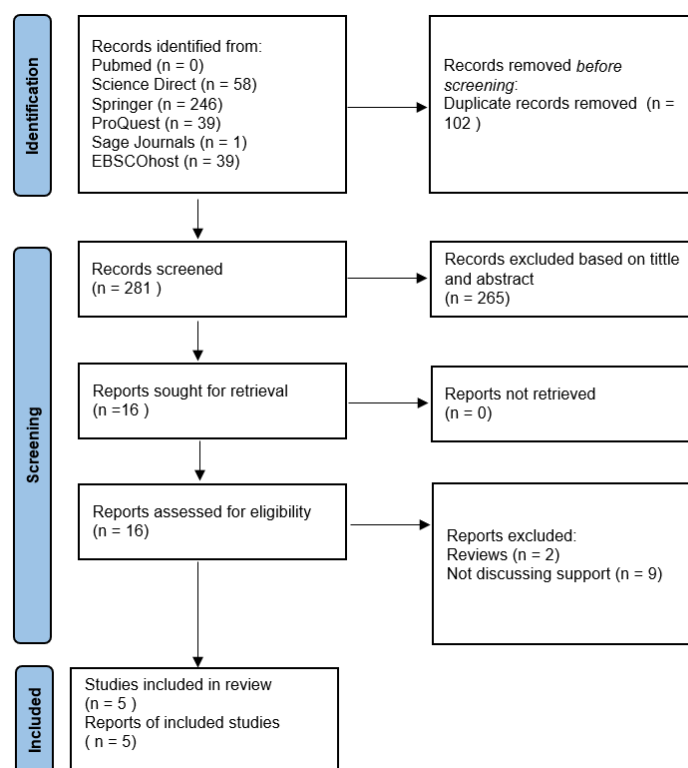 Identification
Records identified from:
Pubmed (n = 0)
Science Direct (n = 58)
Springer (n = 246)
ProQuest (n = 39)
Sage Journals (n = 1)
EBSCOhost (n = 39)
Records removed before
screening:
Duplicate records removed (n =
102 )
Screening
Records screened
(n = 281 )
Records excluded based on tittle
and abstract
(n = 265)
Reports sought for retrieval
(n =16 )
Reports not retrieved
(n = 0)
Reports assessed for eligibility
(n = 16)
Reports excluded:
Reviews (n = 2)
Not discussing support (n = 9)
Included
Studies included in review
(n = 5 )
Reports of included studies
( n = 5)